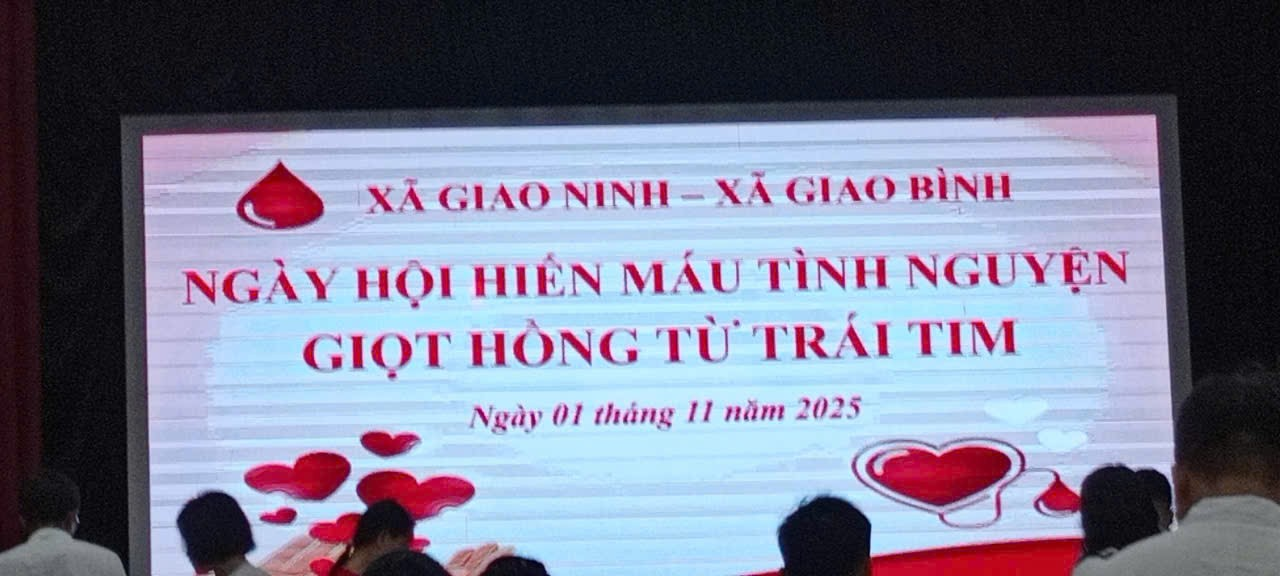 XÃ GIAO NINH – XÃ GIAO BÌNH
NGÀY HỘI HIẾN MÁU TÌNH NGUYỆN
GIỌT HỒNG TỪ TRÁI TIM
Ngày 01 tháng 11 năm 2025